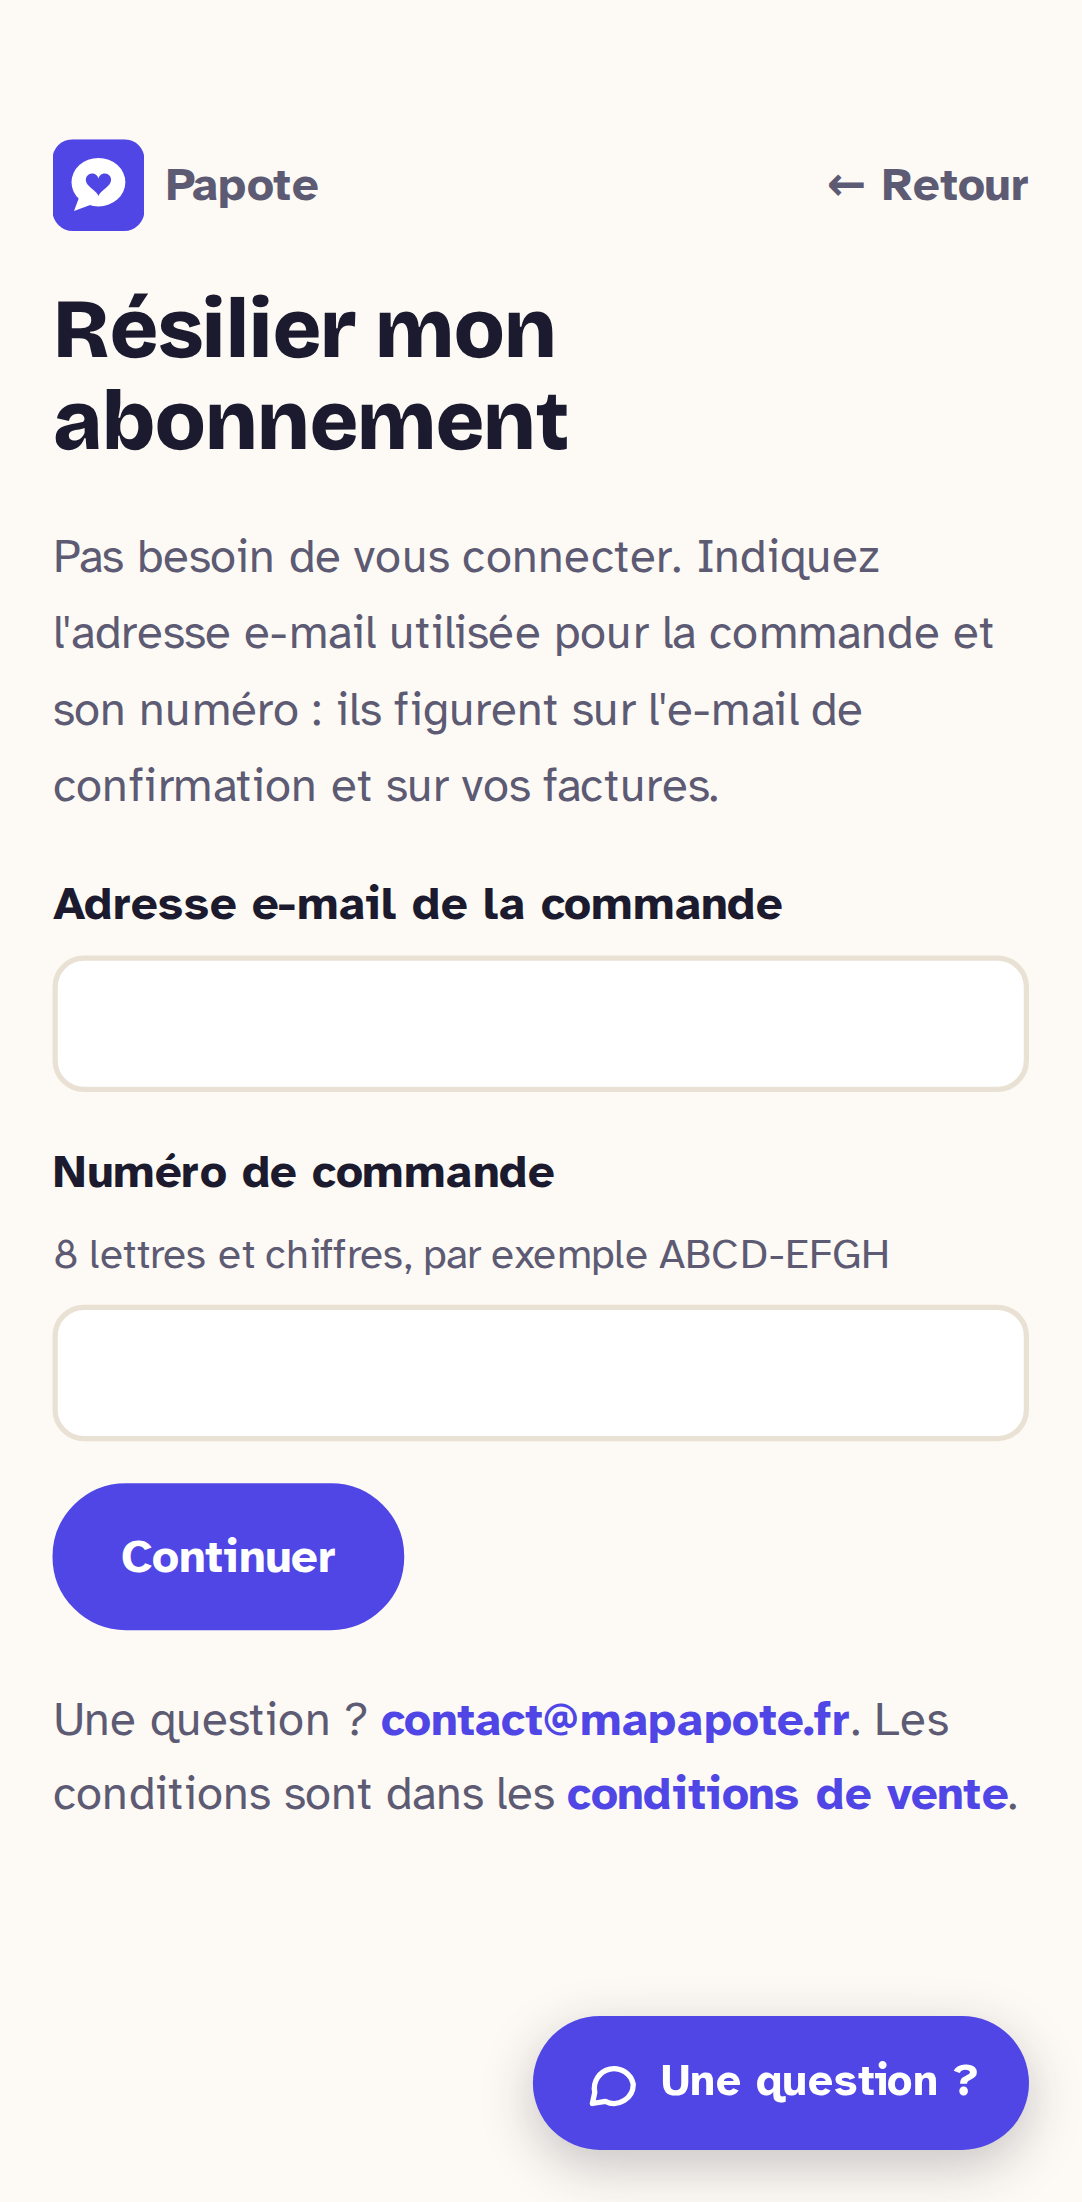 Papote
← Retour
Résilier mon
abonnement
Pas besoin de vous connecter. Indiquez
l'adresse e-mail utilisée pour la commande et
son numéro : ils figurent sur l'e-mail de
confirmation et sur vos factures.
Adresse e-mail de la commande
Numéro de commande
8 lettres et chiffres, par exemple ABCD-EFGH
Continuer
Une question ? contact@mapapote.fr. Les
conditions sont dans les conditions de vente.
Une question ?